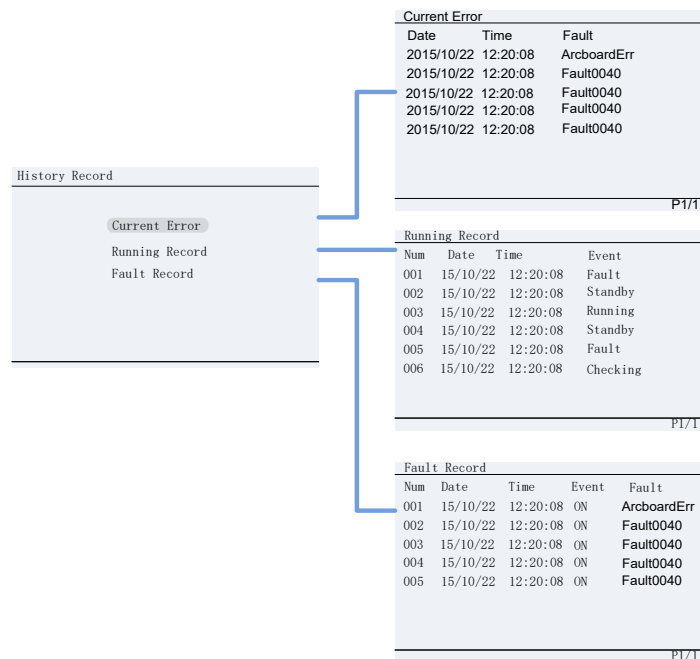 History Record
Current Error
Running Record
Fault Record
Current Error
Date Time Fault
2015/10/22 12:20:08 ArcboardErr
2015/10/22 12:20:08 Fault0040
2015/10/22 12:20:08 Fault0040
2015/10/22 12:20:08 Fault0040
2015/10/22 12:20:08 Fault0040
P1/1
Running Record
Num Date Time Event
001 15/10/22 12:20:08 Fault
002 15/10/22 12:20:08 Standby
003 15/10/22 12:20:08 Running
004 15/10/22 12:20:08 Standby
005 15/10/22 12:20:08 Fault
006 15/10/22 12:20:08 Checking
P1/1
Fault Record
Num Date Time Event Fault
001 15/10/22 12:20:08 ON ArcboardErr
002 15/10/22 12:20:08 ON Fault0040
003 15/10/22 12:20:08 ON Fault0040
004 15/10/22 12:20:08 ON Fault0040
005 15/10/22 12:20:08 ON Fault0040
P1/1